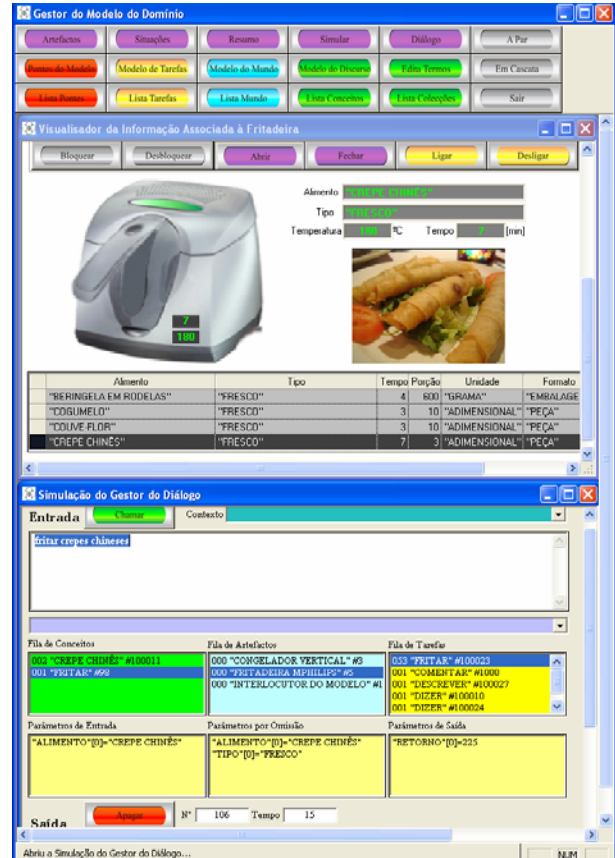 Gestor do Modelo do Domínio
Artefactos Situações Resumo Simular Diálogo A Par
Pontes do Modelo Modelo de Tarefas Modelo do Mundo Modelo do Discurso Edita Termos Em Cascata
Lista Pontes Lista Tarefas Lista Mundo Lista Conceitos Lista Colecções Sair
Visualisador da Informação Associada à Fritadeira
Bloquear Desbloquear Abrir Fechar Ligar Desligar
Alimento "CREPE CHINÊS"
Tipo "FRESCO"
Temperatura 180 ºC Tempo 7 [min]
7
180
Alimento Tipo Tempo Porção Unidade Formato
"BERINGELA EM RODELAS" "FRESCO" 4 600 "GRAMA" "EMBALAGE
"COGUMELO" "FRESCO" 3 10 "ADIMENSIONAL" "PEÇA"
"COUVE-FLOR" "FRESCO" 3 10 "ADIMENSIONAL" "PEÇA"
"CREPE CHINÊS" "FRESCO" 7 3 "ADIMENSIONAL" "PEÇA"
Simulação do Gestor do Diálogo
Entrada Chamar Contexto
fritar crepes chineses
Fila de Conceitos Fila de Artefactos Fila de Tarefas
002 "CREPE CHINÊS" #100011 000 "CONGELADOR VERTICAL" #3 053 "FRITAR" #100023
001 "FRITAR" #98 000 "FRITADEIRA MPHILIPS" #5 001 "COMENTAR" #1000
000 "INTERLOCUTOR DO MODELO" #1 001 "DESCREVER" #100027
001 "DIZER" #100010
001 "DIZER" #100024
Parâmetros de Entrada Parâmetros por Omissão Parâmetros de Saída
"ALIMENTO"[0]="CREPE CHINÊS" "ALIMENTO"[0]="CREPE CHINÊS" "RETORNO"[0]=225
"TIPO"[0]="FRESCO"
Saída Apagar Nº 106 Tempo 15
Abriu a Simulação do Gestor do Diálogo... NUM